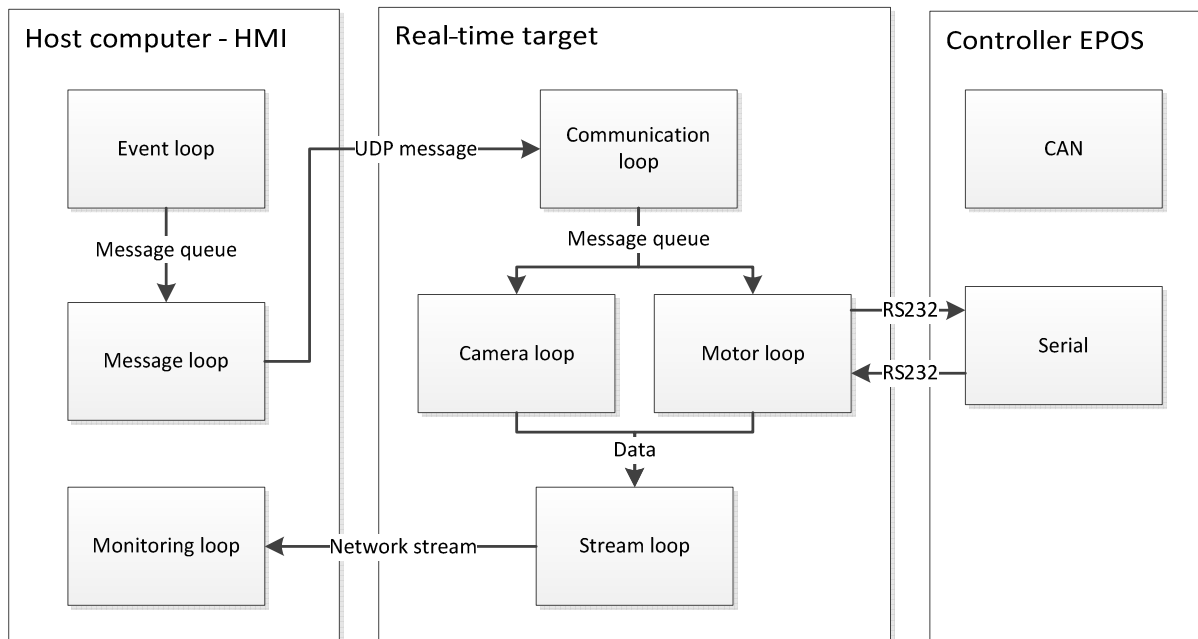 Host computer - HMI
Real-time target
Controller EPOS
Event loop
UDP message
Communication
loop
CAN
Message queue
Message queue
Message loop
Camera loop
Motor loop
RS232
RS232
Serial
Data
Monitoring loop
Network stream
Stream loop